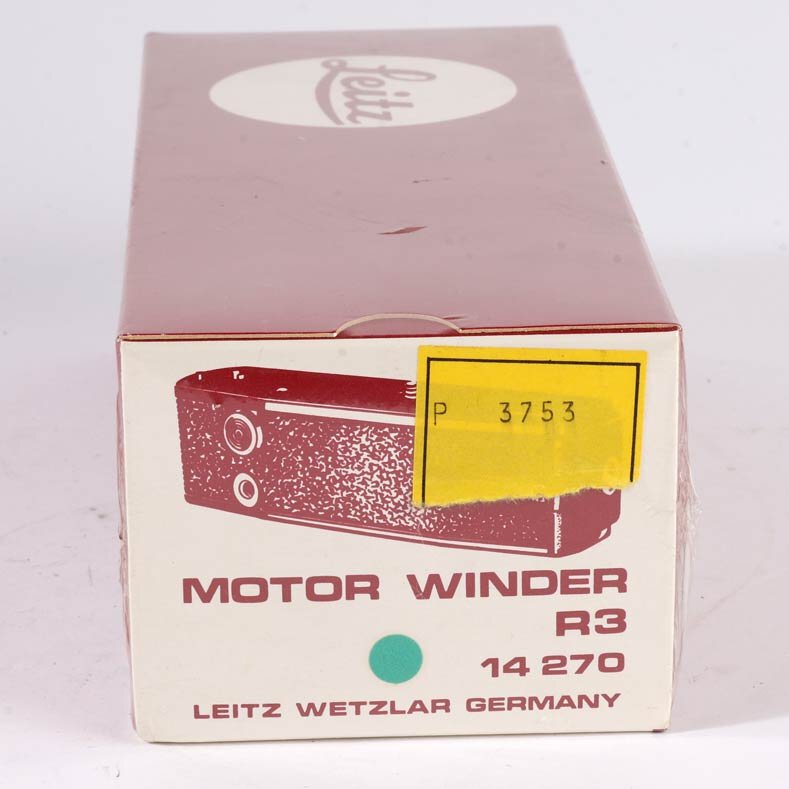 Leitz
P 3753
MOTOR WINDER
R3
14 270
LEITZ WETZLAR GERMANY